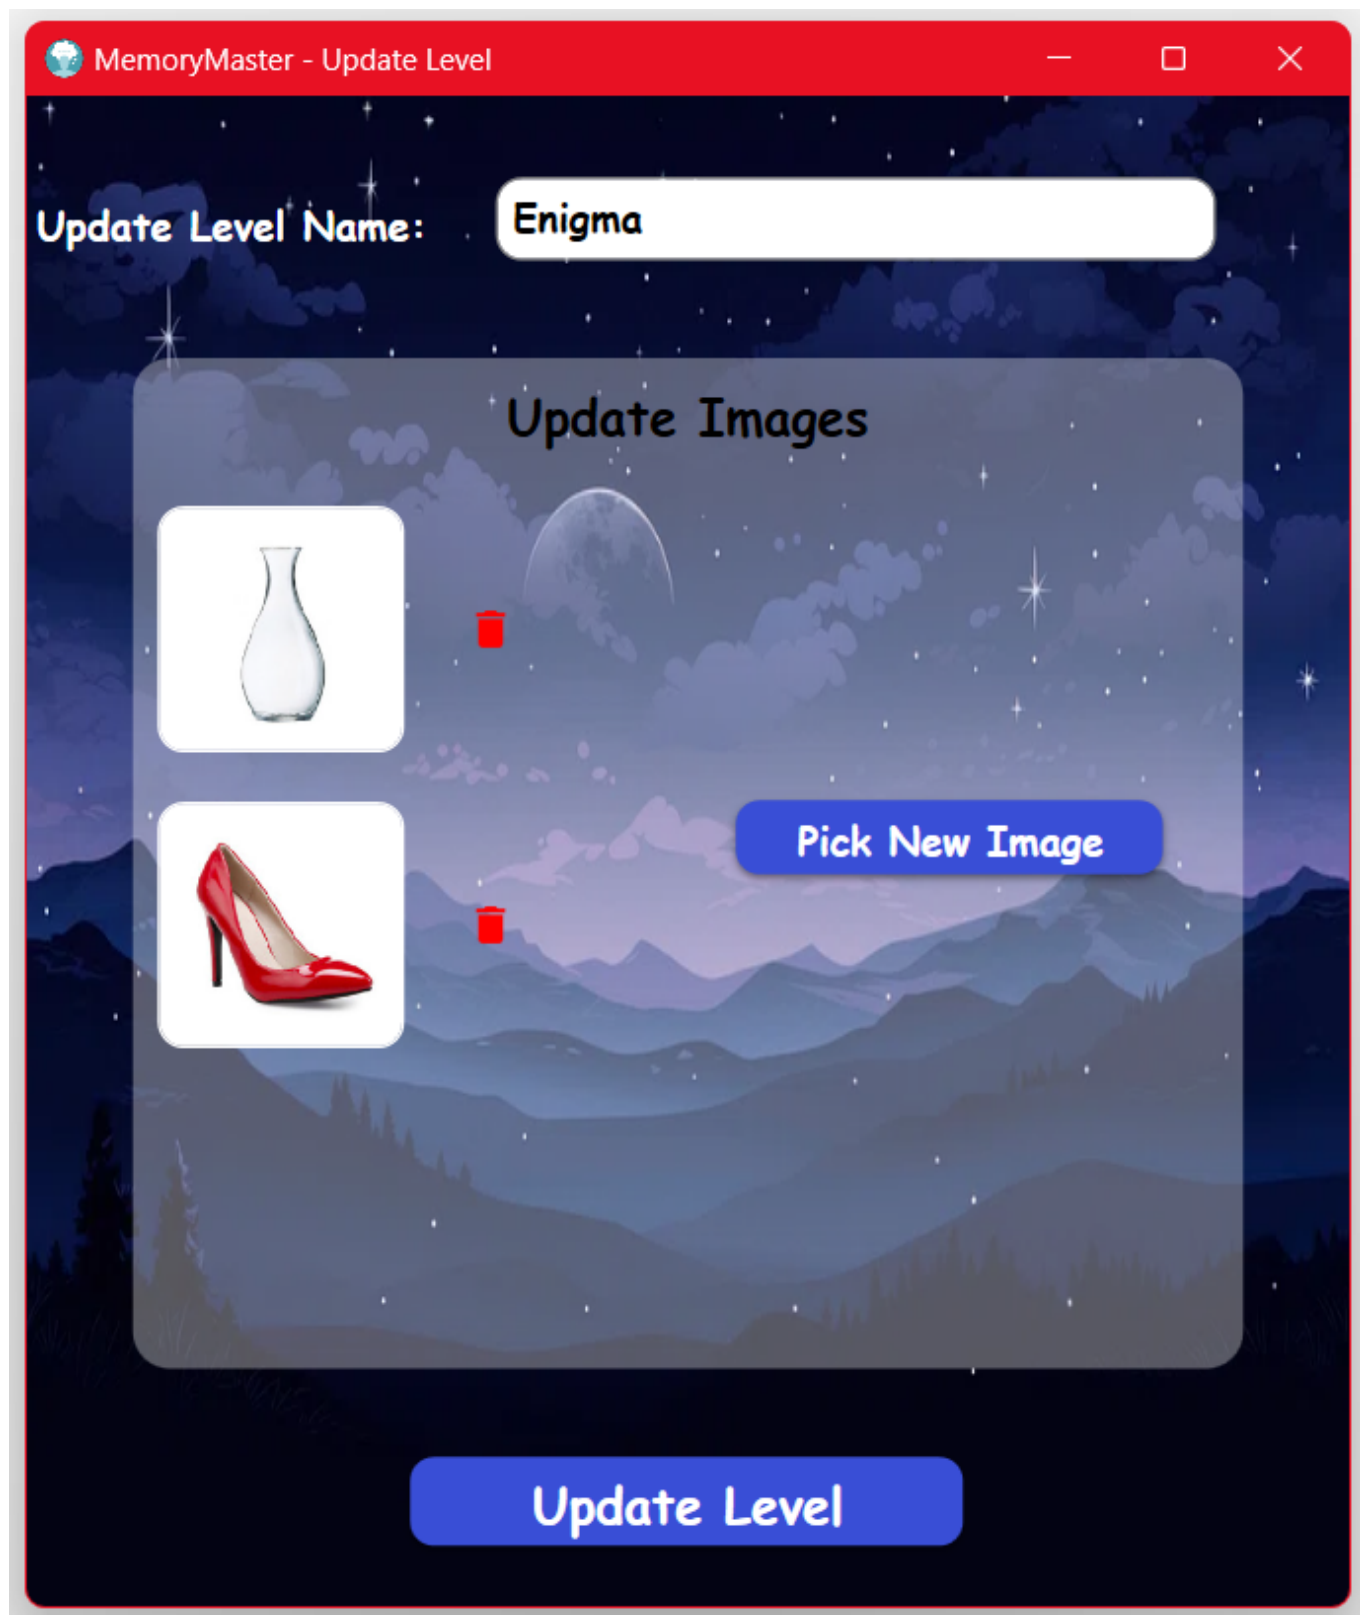 MemoryMaster - Update Level
Update Level Name: Enigma
Update Images
Pick New Image
Update Level